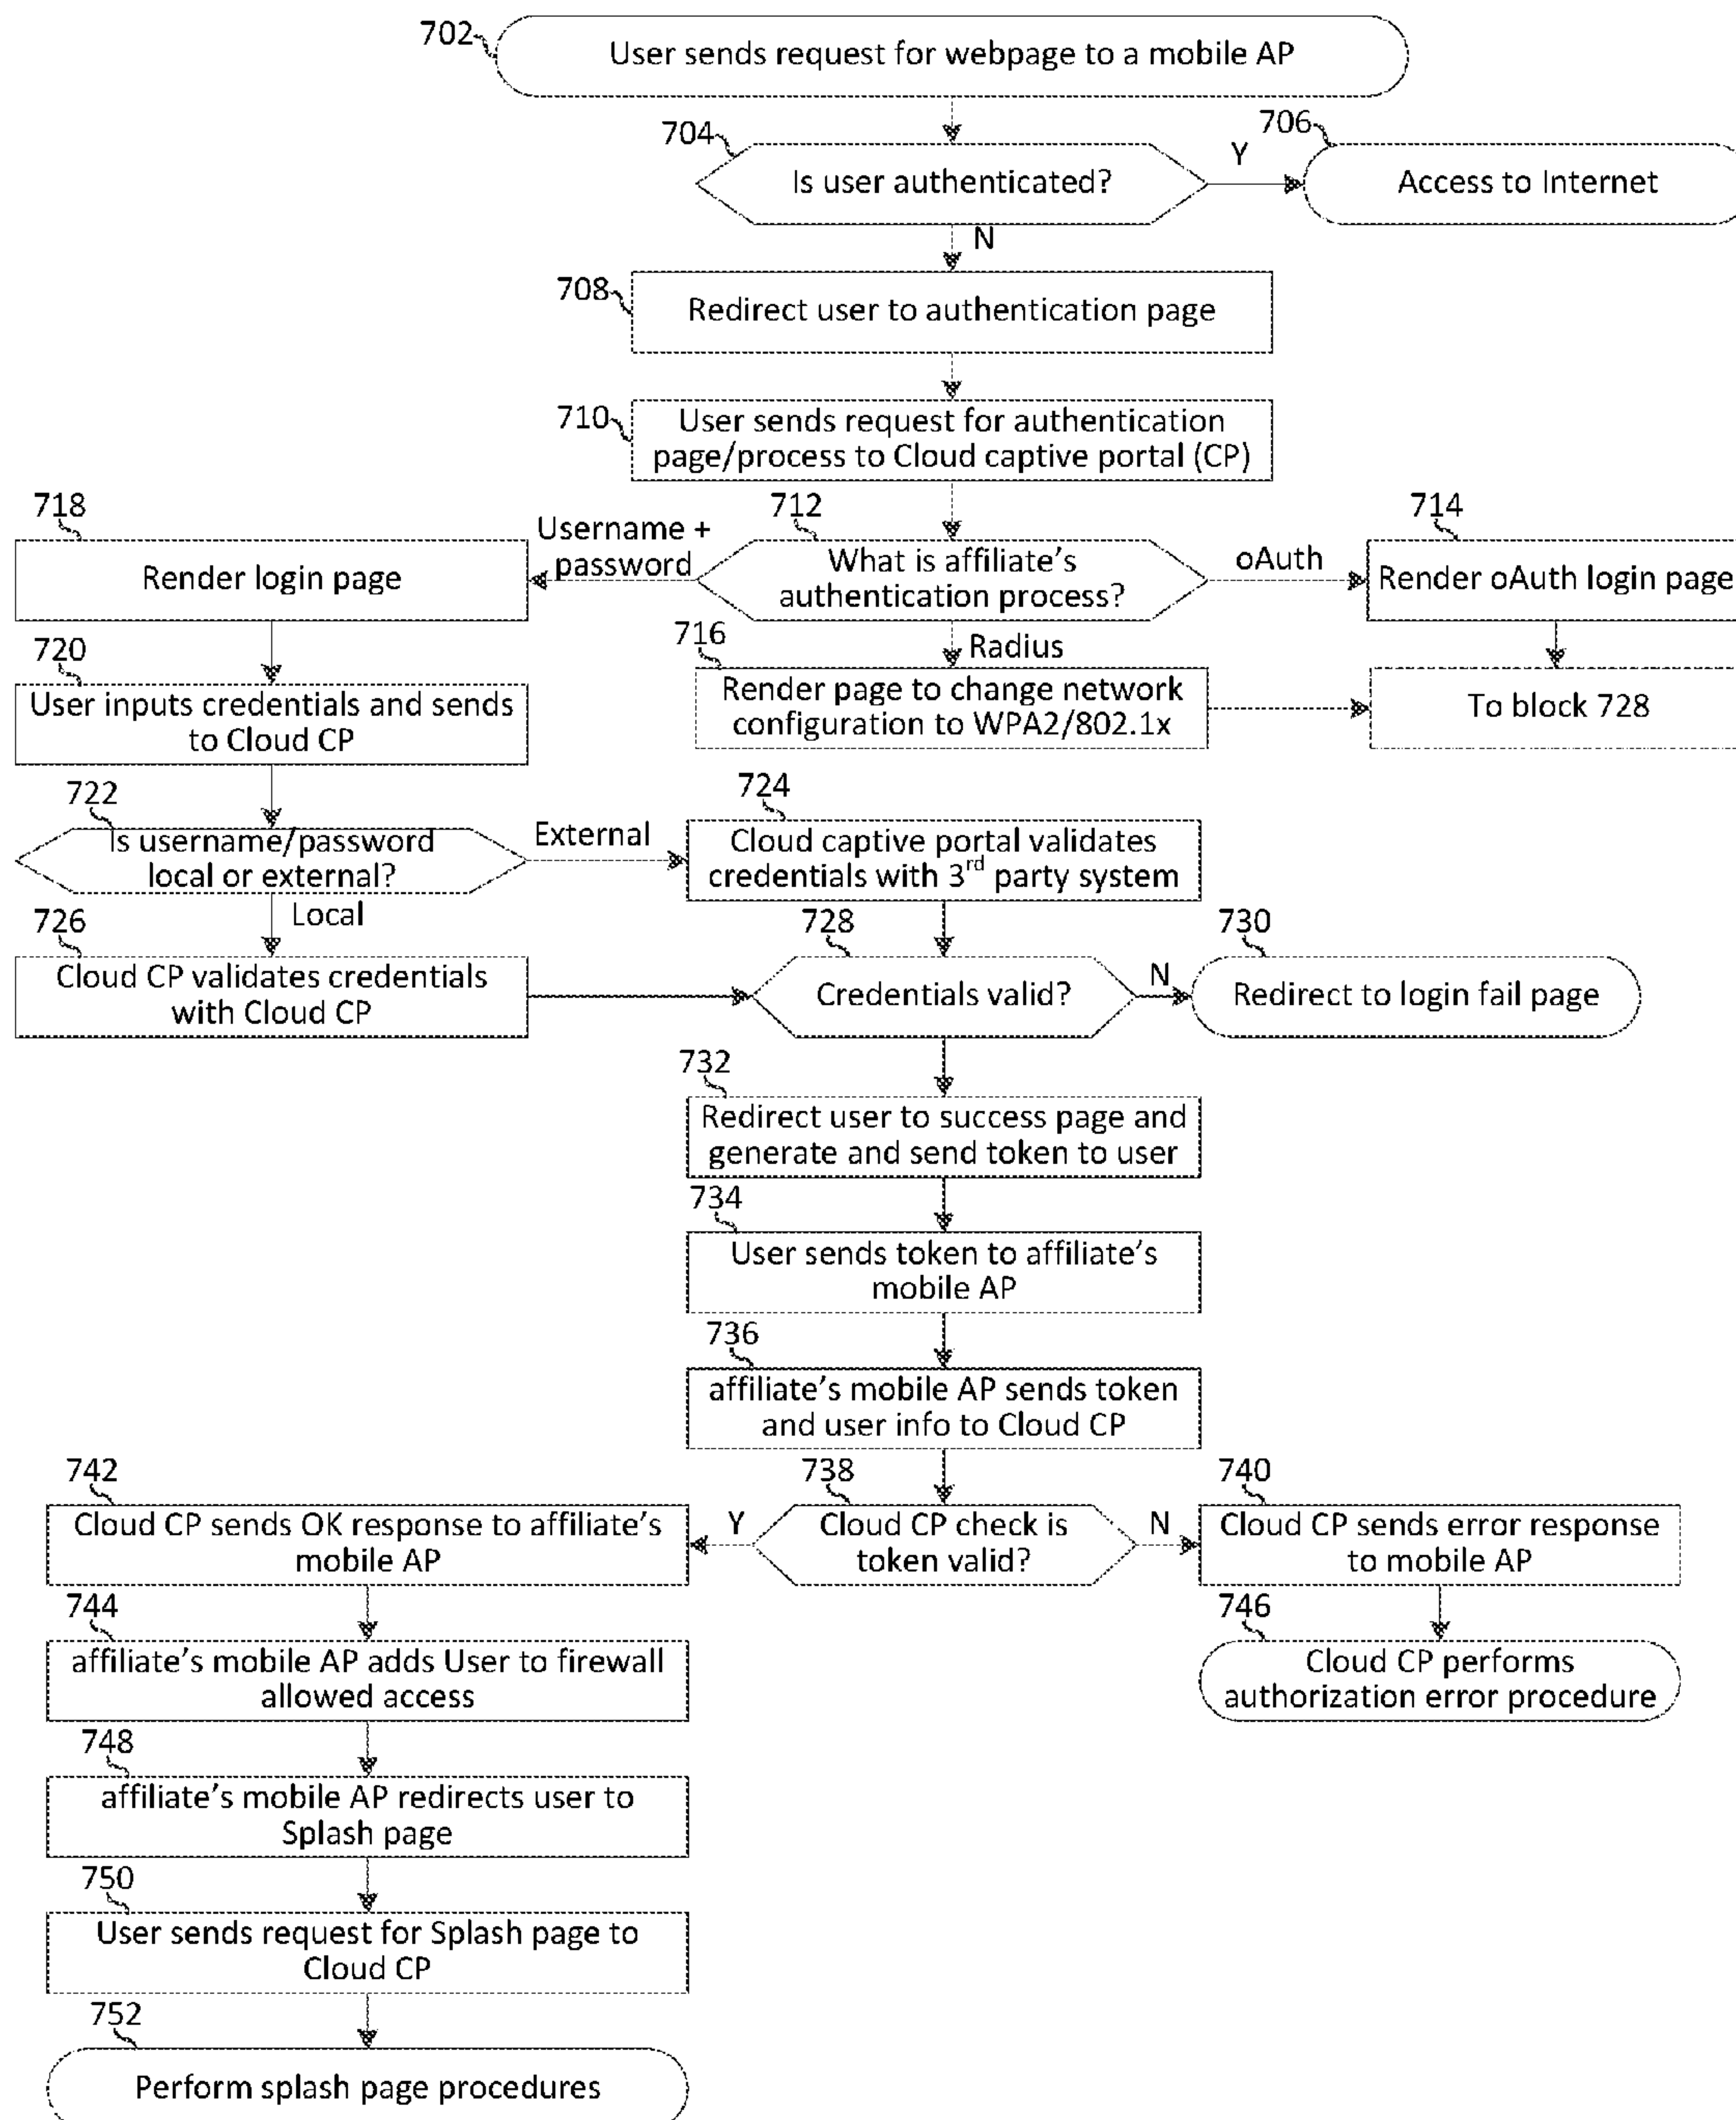 702
User sends request for webpage to a mobile AP
704
Is user authenticated?
Y
706
Access to Internet
N
708
Redirect user to authentication page
710
User sends request for authentication
page/process to Cloud captive portal (CP)
718
Render login page
Username +
password
712
What is affiliate's
authentication process?
oAuth
714
Render oAuth login page
716
Radius
Render page to change network
configuration to WPA2/802.1x
To block 728
720
User inputs credentials and sends
to Cloud CP
722
Is username/password
local or external?
External
724
Cloud captive portal validates
credentials with 3rd party system
Local
726
Cloud CP validates credentials
with Cloud CP
728
Credentials valid?
N
730
Redirect to login fail page
732
Redirect user to success page and
generate and send token to user
734
User sends token to affiliate's
mobile AP
736
affiliate's mobile AP sends token
and user info to Cloud CP
742
Cloud CP sends OK response to affiliate's
mobile AP
Y
738
Cloud CP check is
token valid?
N
740
Cloud CP sends error response
to mobile AP
744
affiliate's mobile AP adds User to firewall
allowed access
746
Cloud CP performs
authorization error procedure
748
affiliate's mobile AP redirects user to
Splash page
750
User sends request for Splash page to
Cloud CP
752
Perform splash page procedures